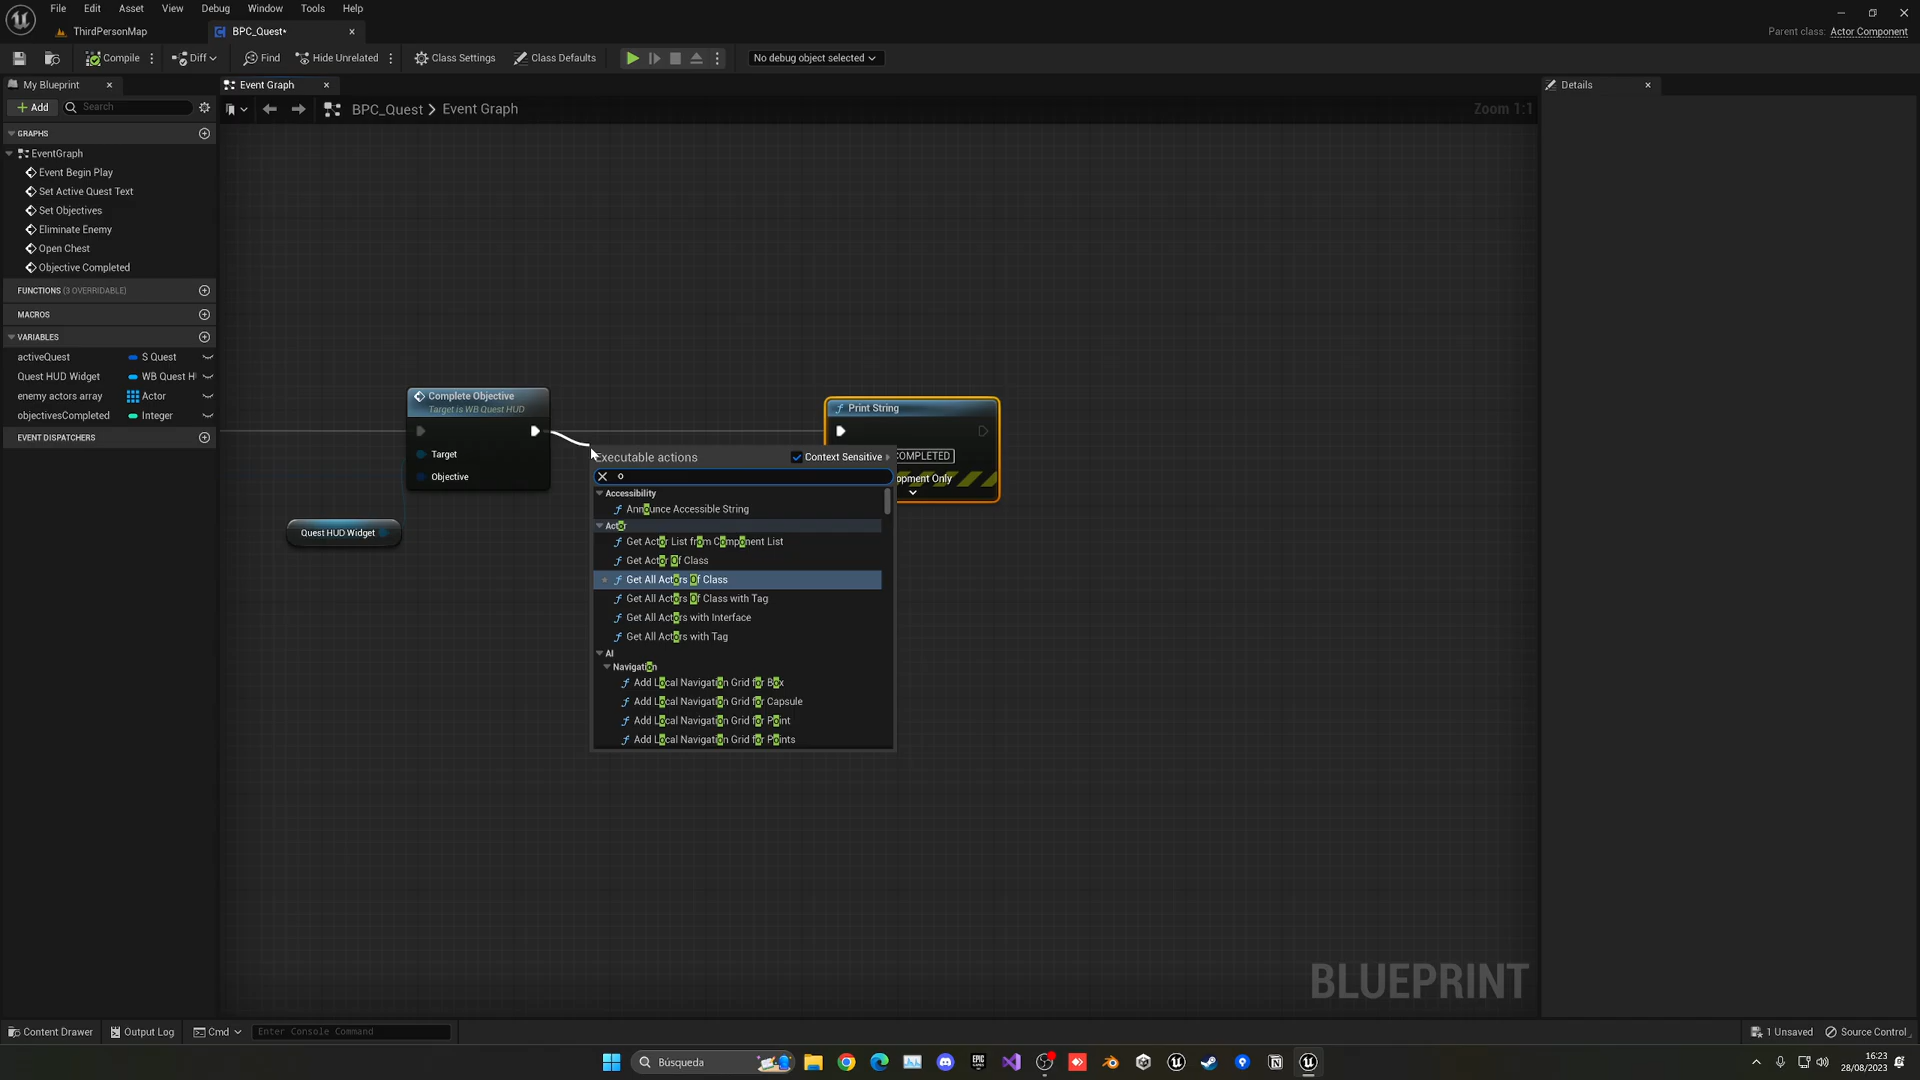 File Edit Asset View Debug Window Tools Help
ThirdPersonMap
BPC_Quest*
Parent class: Actor Component
Compile
Diff
Find
Hide Unrelated
Class Settings
Class Defaults
No debug object selected
My Blueprint
Event Graph
Details
Add
Search
BPC_Quest > Event Graph
Zoom 1:1
GRAPHS
EventGraph
Event Begin Play
Set Active Quest Text
Set Objectives
Eliminate Enemy
Open Chest
Objective Completed
FUNCTIONS (3 OVERRIDABLE)
MACROS
VARIABLES
activeQuest S Quest
Quest HUD Widget WB Quest H
enemy actors array Actor
objectivesCompleted Integer
EVENT DISPATCHERS
Complete Objective
Target is WB Quest HUD
Target
Objective
Quest HUD Widget
f Print String
COMPLETED
opment Only
Executable actions
Context Sensitive
o
Accessibility
f Announce Accessible String
Actor
f Get Actor List from Component List
f Get Actor Of Class
f Get All Actors Of Class
f Get All Actors Of Class with Tag
f Get All Actors with Interface
f Get All Actors with Tag
AI
Navigation
f Add Local Navigation Grid for Box
f Add Local Navigation Grid for Capsule
f Add Local Navigation Grid for Point
f Add Local Navigation Grid for Points
BLUEPRINT
Content Drawer
Output Log
Cmd
Enter Console Command
1 Unsaved
Source Control
Búsqueda
EPIC
GAMES
16:23
28/08/2023